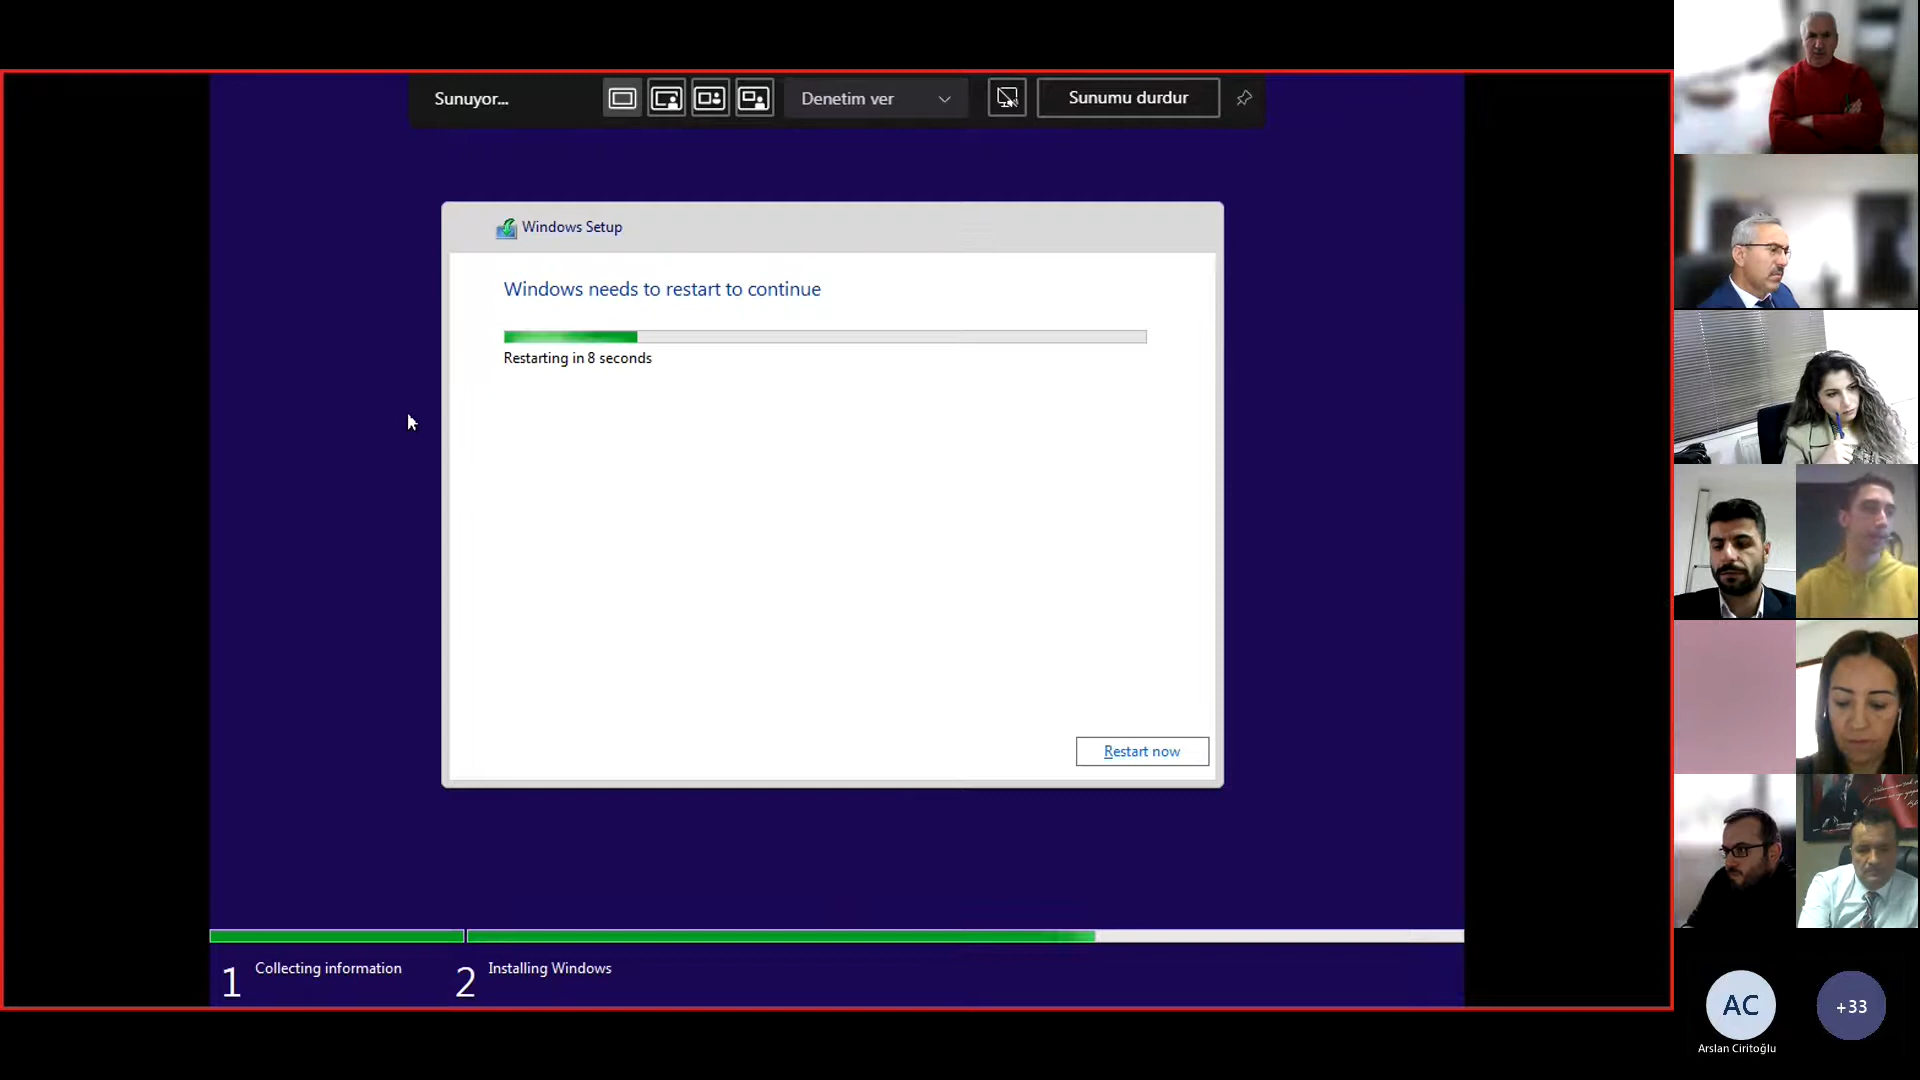 Sunuyor...
Denetim ver
Sunumu durdur
Windows Setup
Windows needs to restart to continue
Restarting in 8 seconds
Restart now
1 Collecting information
2 Installing Windows
AC
+33
Arslan Ciritoğlu